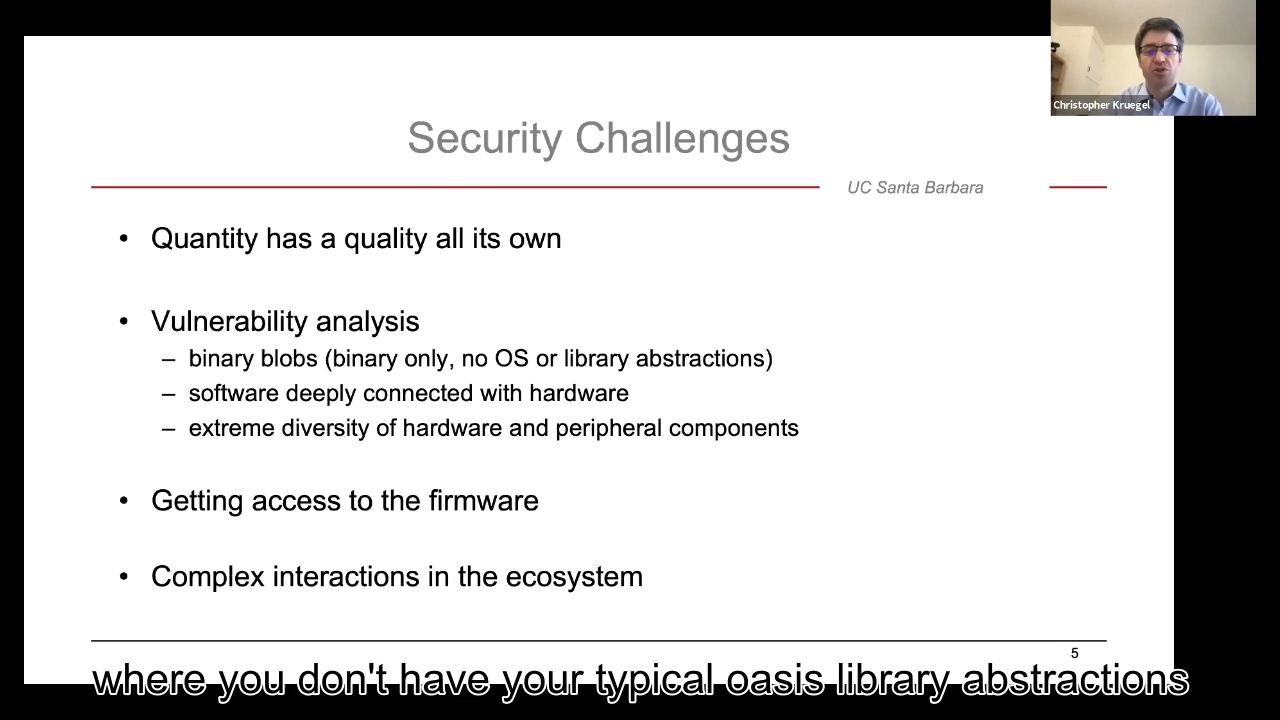 Christopher Kruegel
Security Challenges
UC Santa Barbara
• Quantity has a quality all its own
• Vulnerability analysis
– binary blobs (binary only, no OS or library abstractions)
– software deeply connected with hardware
– extreme diversity of hardware and peripheral components
• Getting access to the firmware
• Complex interactions in the ecosystem
5
where you don't have your typical oasis library abstractions